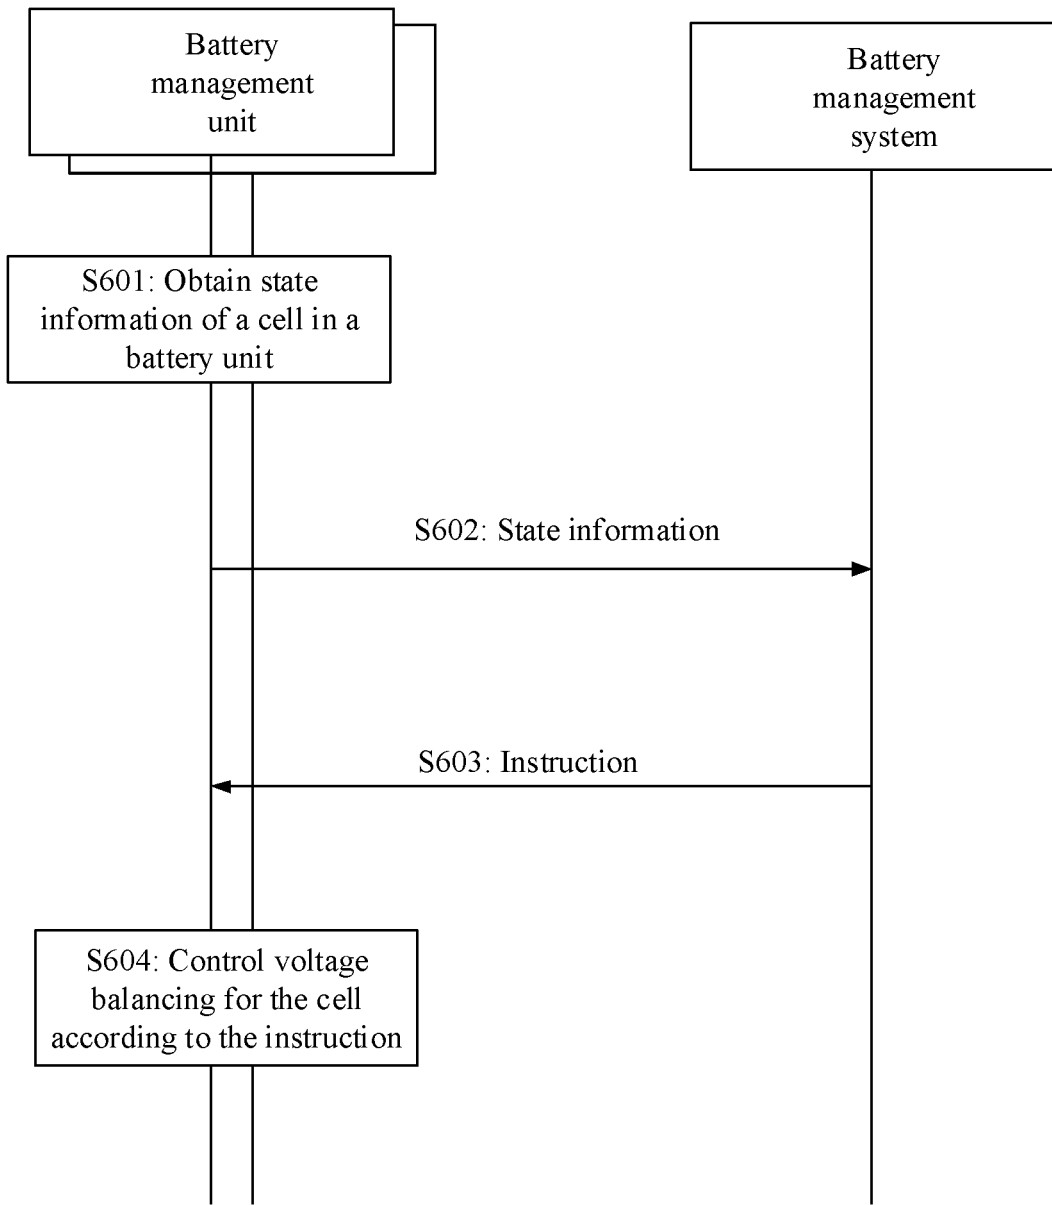 Battery
management
unit
Battery
management
system
S601: Obtain state
information of a cell in a
battery unit
S602: State information
S603: Instruction
S604: Control voltage
balancing for the cell
according to the instruction